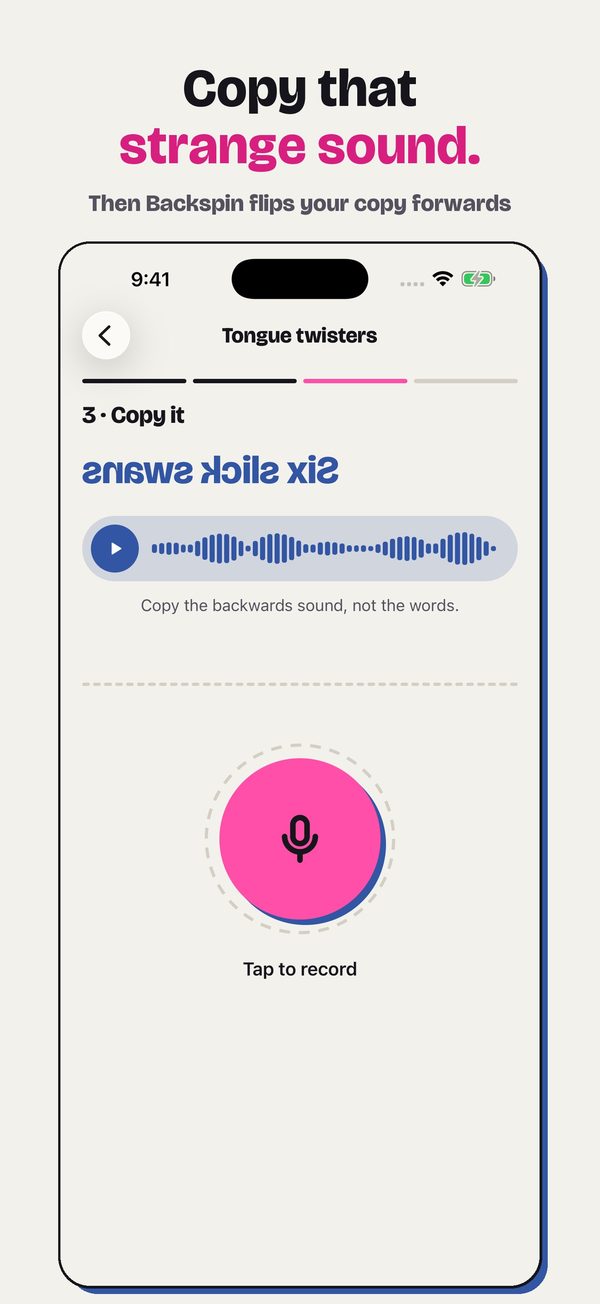 Copy that
strange sound.
Then Backspin flips your copy forwards
9:41
Tongue twisters
3 · Copy it
Six slick swans
Copy the backwards sound, not the words.
Tap to record